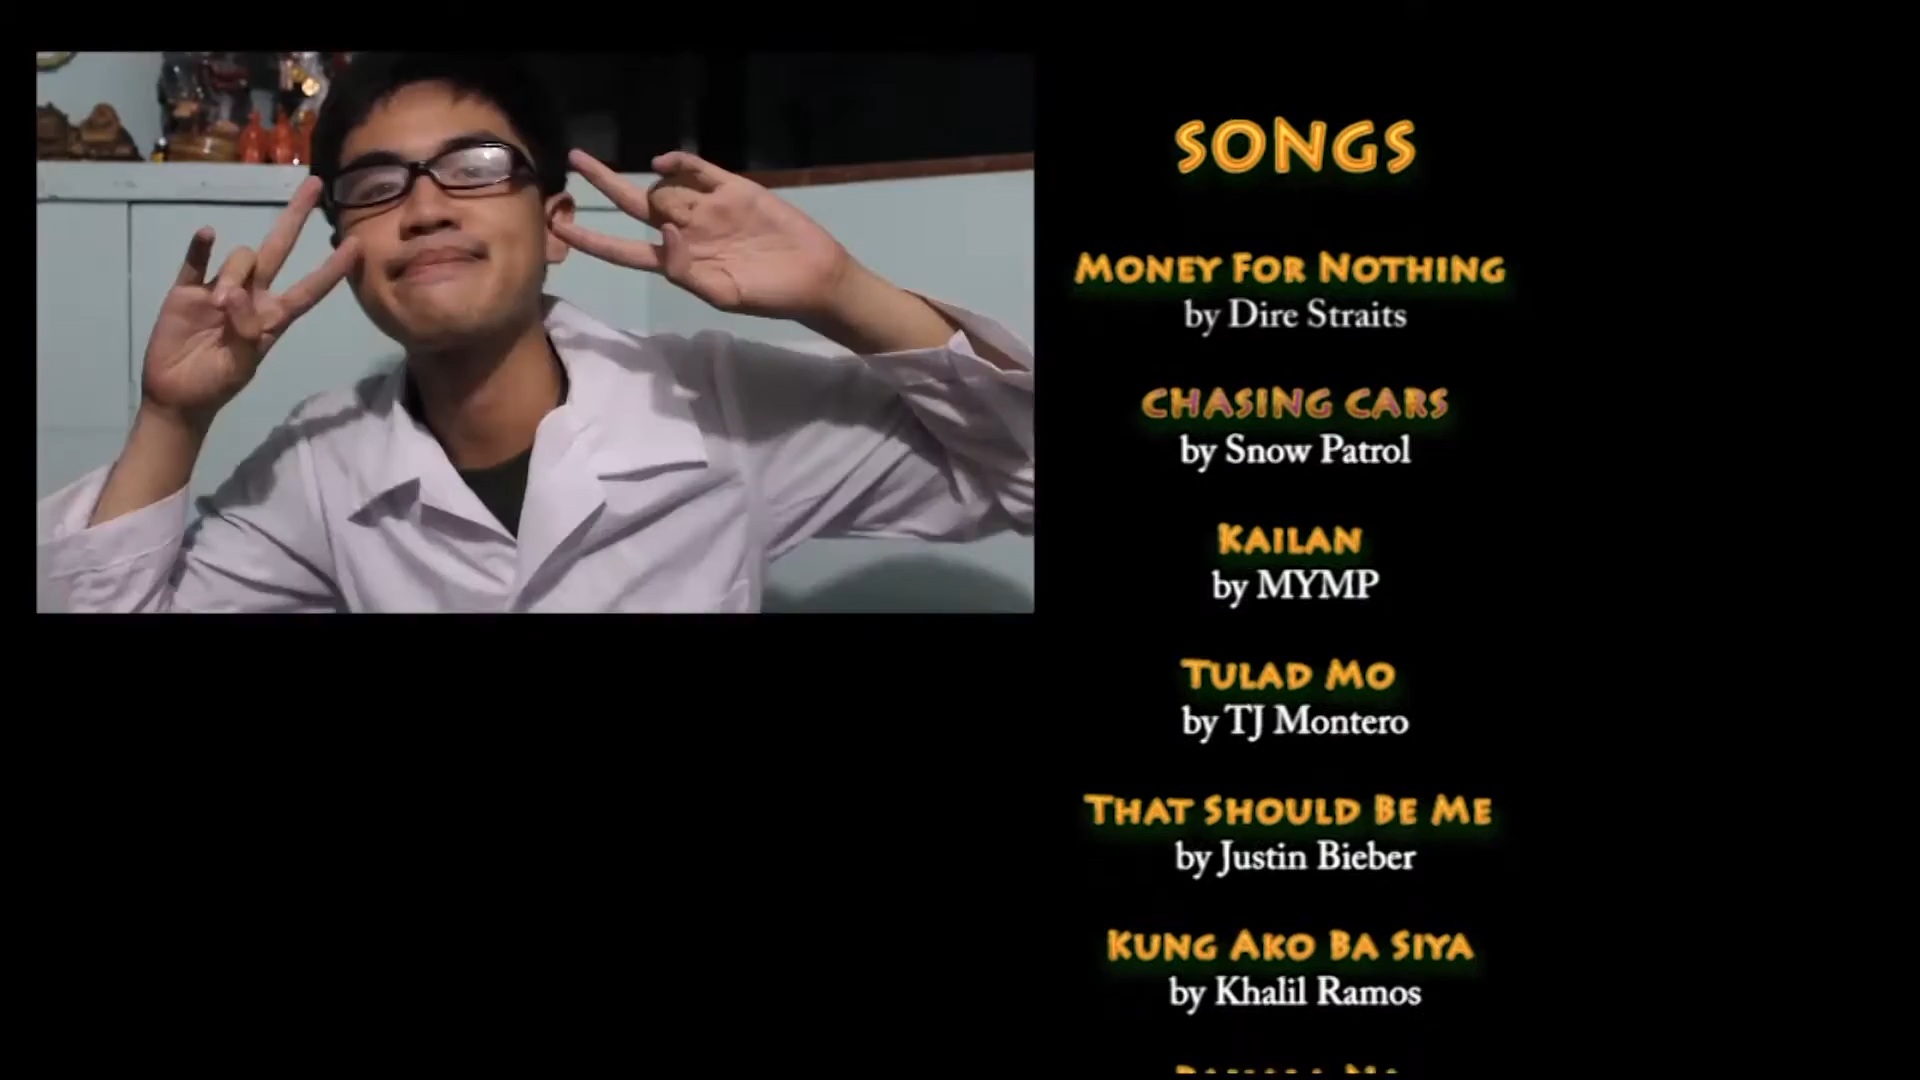 SONGS
MONEY FOR NOTHING
by Dire Straits
CHASING CARS
by Snow Patrol
KAILAN
by MYMP
TULAD MO
by TJ Montero
THAT SHOULD BE ME
by Justin Bieber
KUNG AKO BA SIYA
by Khalil Ramos